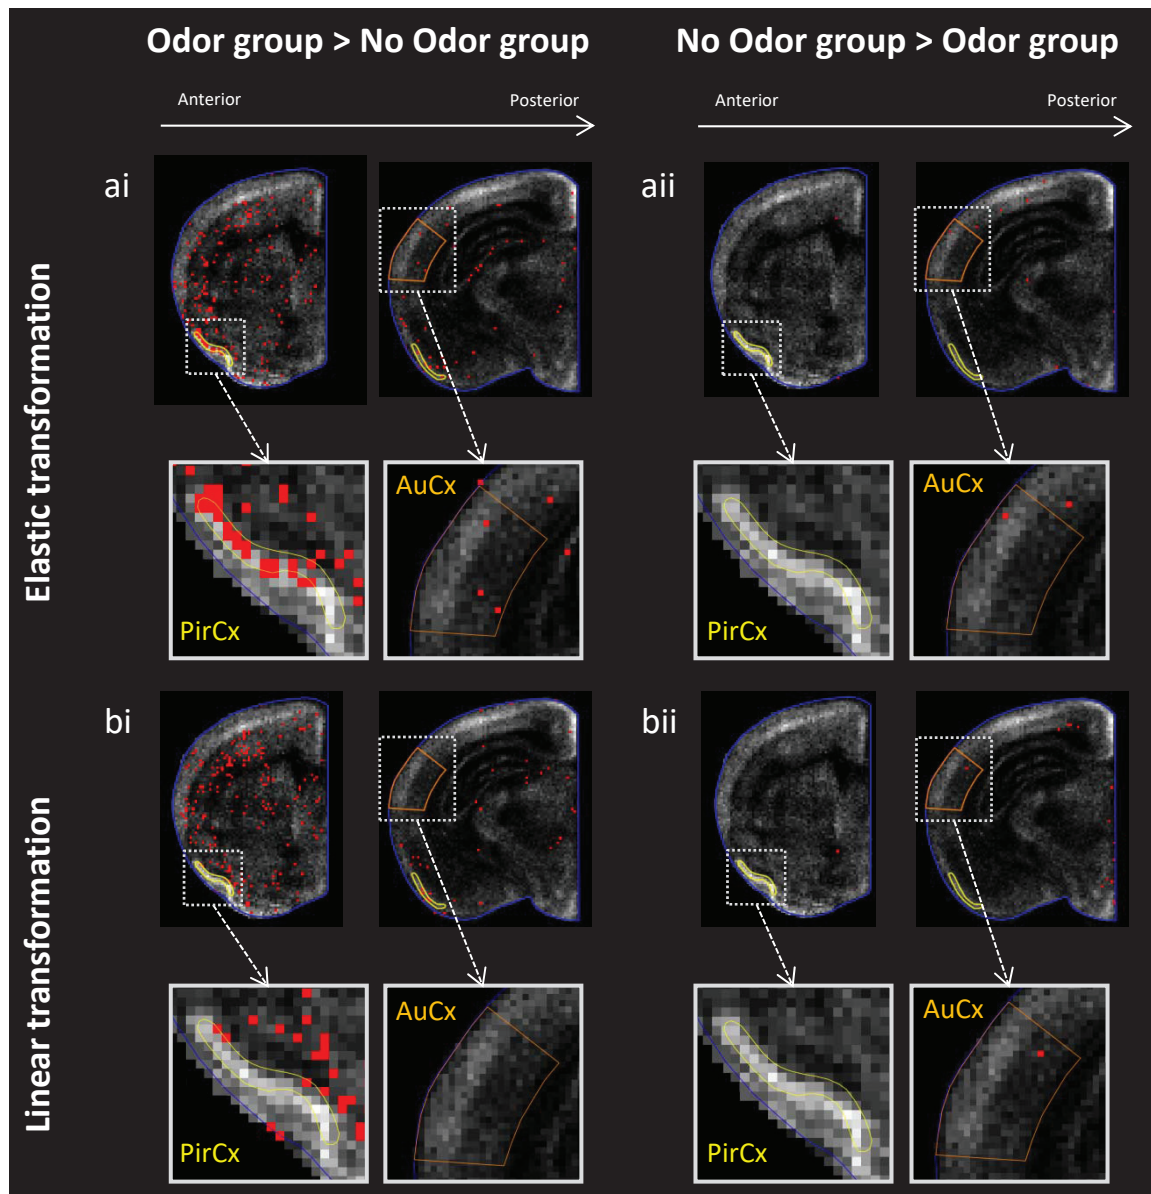 Odor group > No Odor group
No Odor group > Odor group
Anterior
Posterior
Anterior
Posterior
Elastic transformation
ai
aii
PirCx
AuCx
PirCx
AuCx
Linear transformation
bi
bii
PirCx
AuCx
PirCx
AuCx